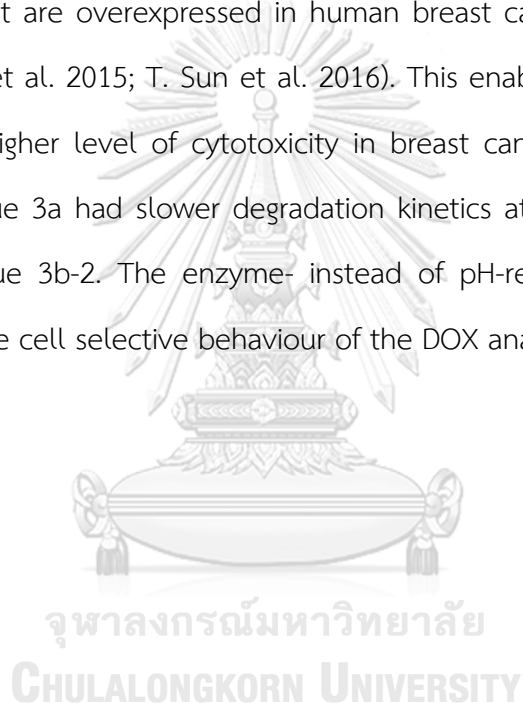 t are overexpressed in human breast ca
et al. 2015; T. Sun et al. 2016). This enab
igher level of cytotoxicity in breast can
ue 3a had slower degradation kinetics at
ue 3b-2. The enzyme- instead of pH-re
e cell selective behaviour of the DOX ana
จุฬาลงกรณ์มหาวิทยาลัย
CHULALONGKORN UNIVERSITY